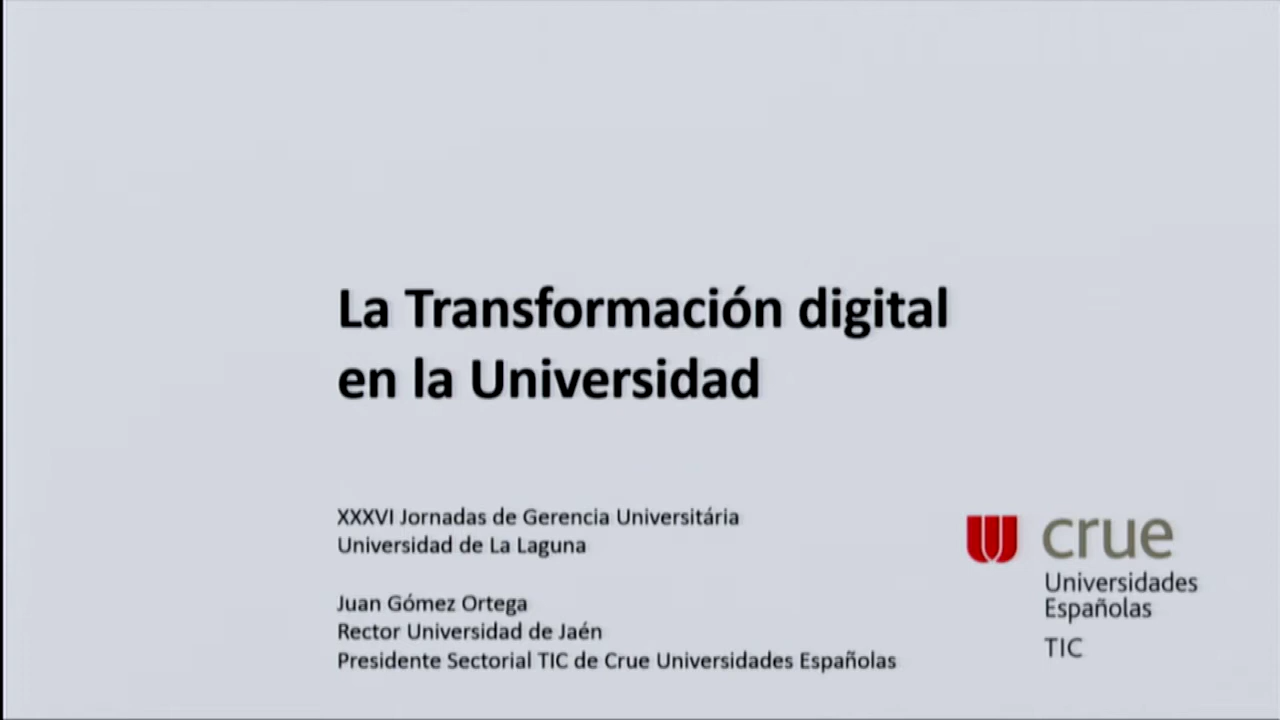 La Transformación digital
en la Universidad
XXXVI Jornadas de Gerencia Universitária
Universidad de La Laguna
Juan Gómez Ortega
Rector Universidad de Jaén
Presidente Sectorial TIC de Crue Universidades Españolas
crue
Universidades
Españolas
TIC